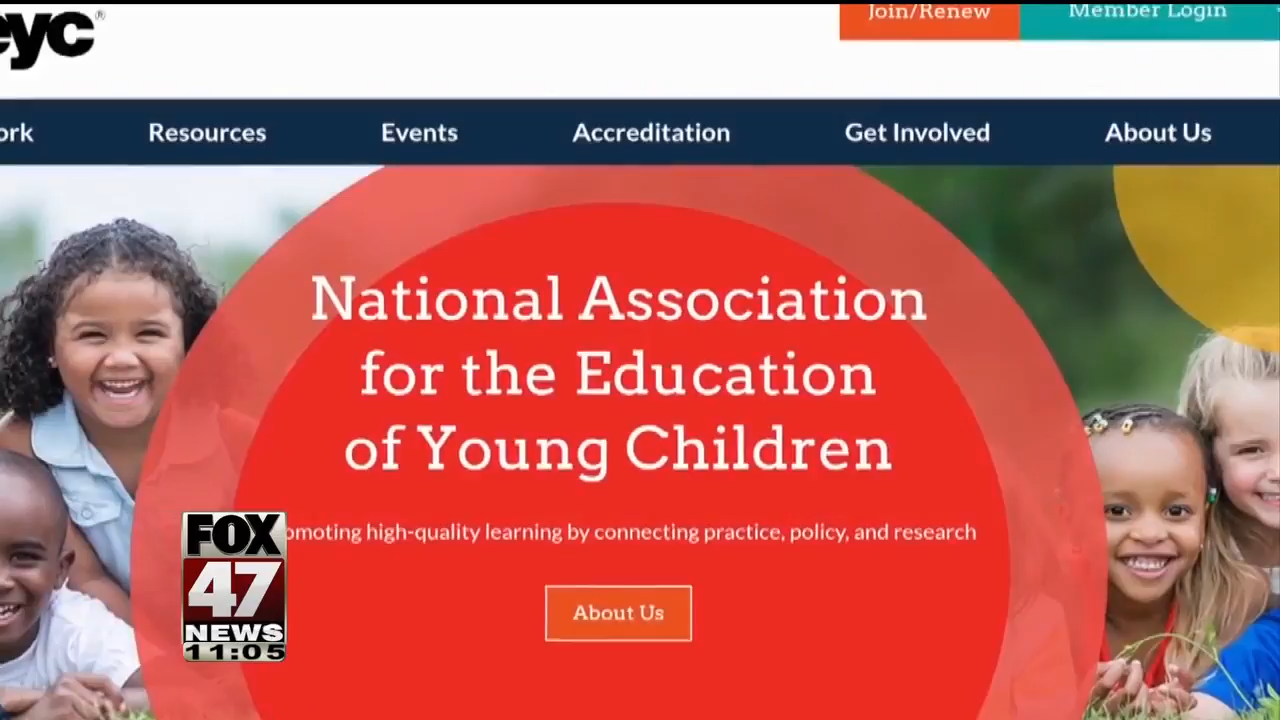 eyc®
Join/Renew
Member Login
ork
Resources
Events
Accreditation
Get Involved
About Us
National Association
for the Education
of Young Children
omoting high-quality learning by connecting practice, policy, and research
About Us
FOX
47
NEWS
11:05